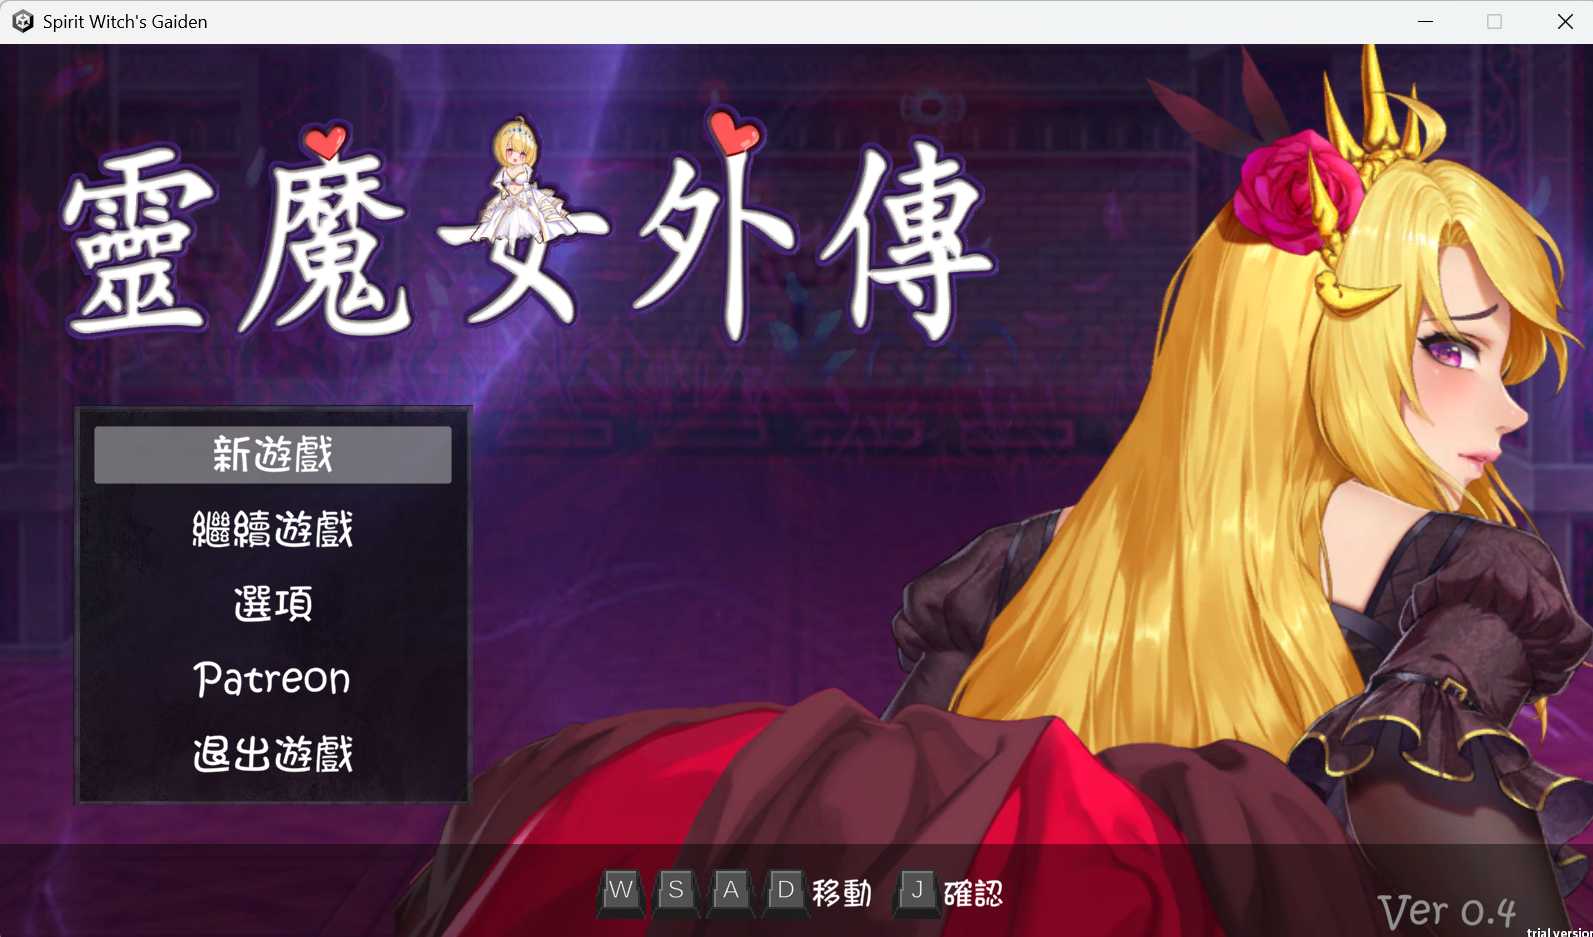 Spirit Witch's Gaiden
靈魔女外傳
新遊戲
繼續遊戲
選項
Patreon
退出遊戲
W S A D 移動 J 確認
Ver 0.4
trial version